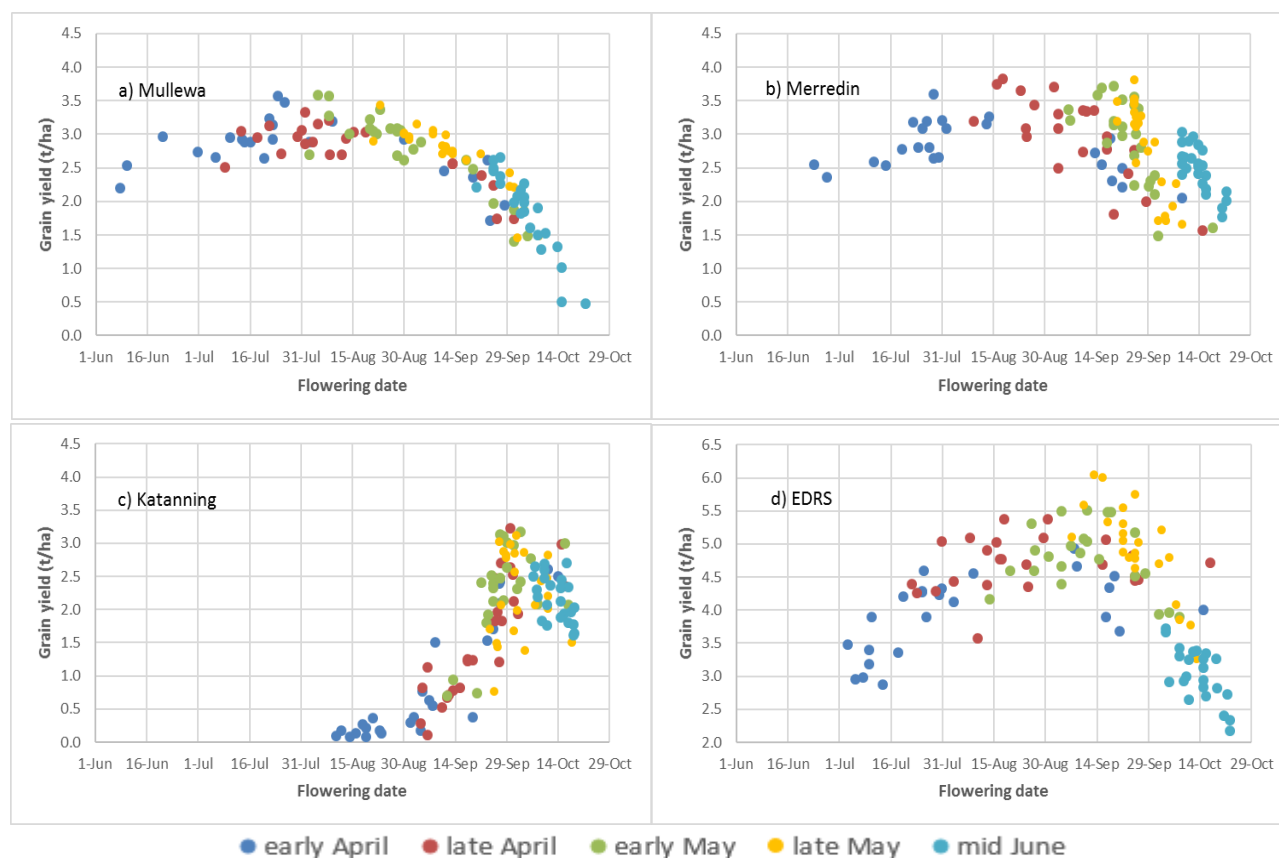 a) Mullewa
Grain yield (t/ha)
4.5
4.0
3.5
3.0
2.5
2.0
1.5
1.0
0.5
0.0
1-Jun 16-Jun 1-Jul 16-Jul 31-Jul 15-Aug 30-Aug 14-Sep 29-Sep 14-Oct 29-Oct
Flowering date
b) Merredin
Grain yield (t/ha)
4.5
4.0
3.5
3.0
2.5
2.0
1.5
1.0
0.5
0.0
1-Jun 16-Jun 1-Jul 16-Jul 31-Jul 15-Aug 30-Aug 14-Sep 29-Sep 14-Oct 29-Oct
Flowering date
c) Katanning
Grain yield (t/ha)
4.5
4.0
3.5
3.0
2.5
2.0
1.5
1.0
0.5
0.0
1-Jun 16-Jun 1-Jul 16-Jul 31-Jul 15-Aug 30-Aug 14-Sep 29-Sep 14-Oct 29-Oct
Flowering date
d) EDRS
Grain yield (t/ha)
6.5
6.0
5.5
5.0
4.5
4.0
3.5
3.0
2.5
2.0
1-Jun 16-Jun 1-Jul 16-Jul 31-Jul 15-Aug 30-Aug 14-Sep 29-Sep 14-Oct 29-Oct
Flowering date
early April late April early May late May mid June